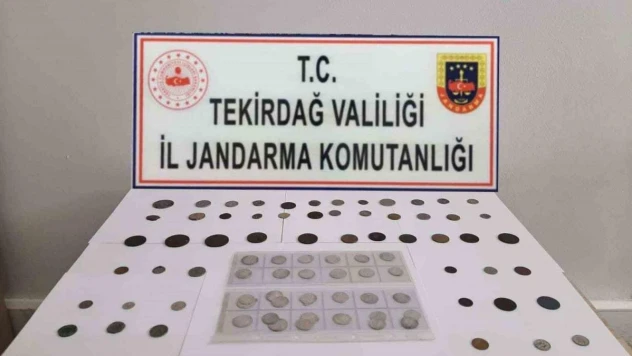 T.C.
TEKİRDAĞ VALİLİĞİ
İL JANDARMA KOMUTANLIĞI